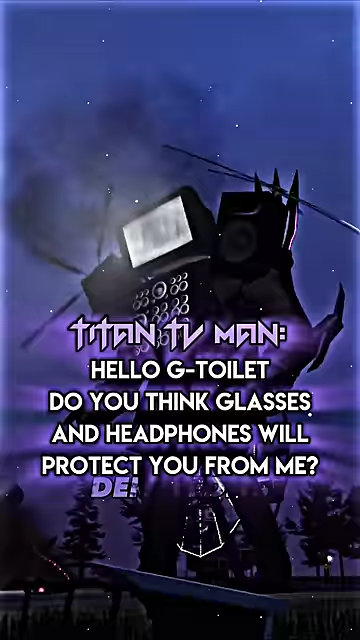 TITAN TV MAN:
HELLO G-TOILET
DO YOU THINK GLASSES
AND HEADPHONES WILL
PROTECT YOU FROM ME?